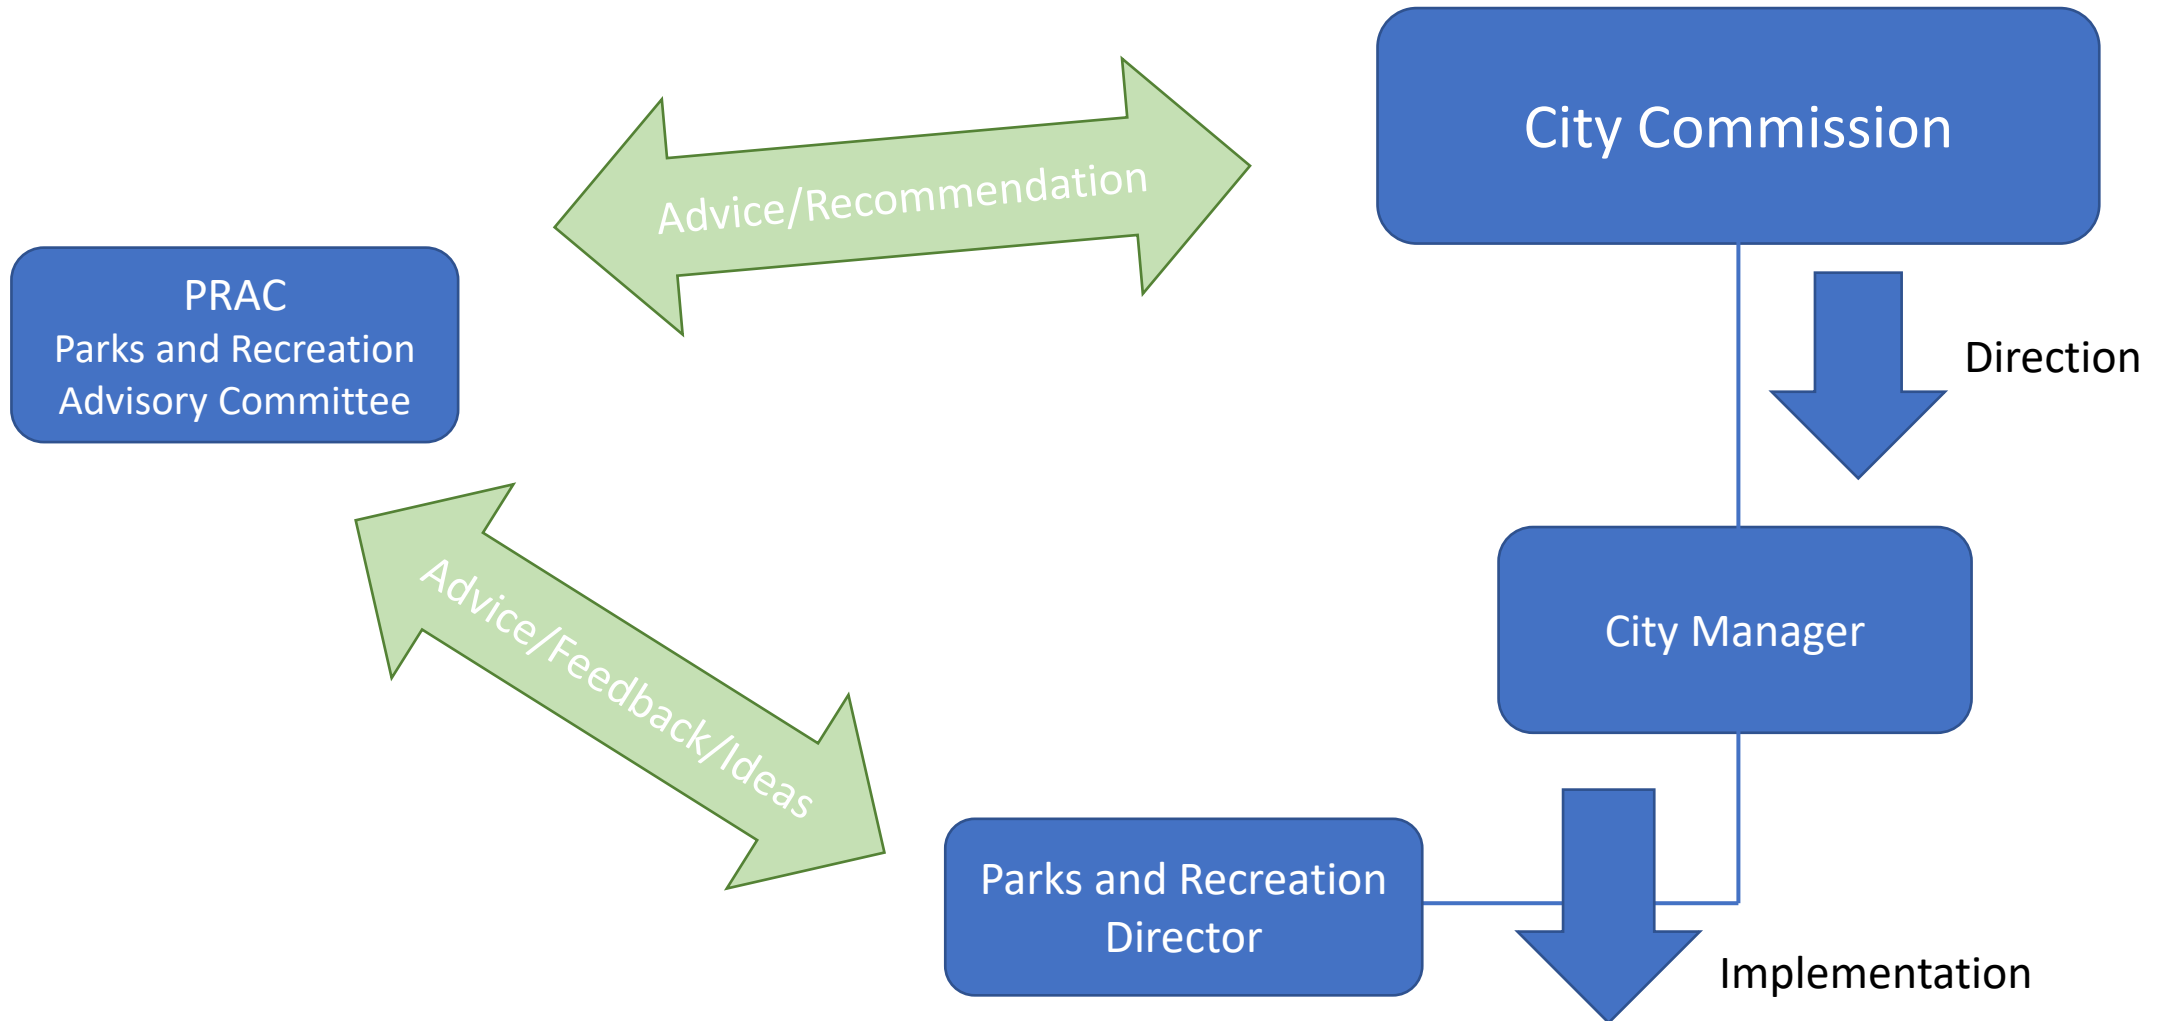 City Commission
Advice/Recommendation
PRAC
Parks and Recreation
Advisory Committee
Direction
Advice/Feedback/Ideas
City Manager
Parks and Recreation
Director
Implementation